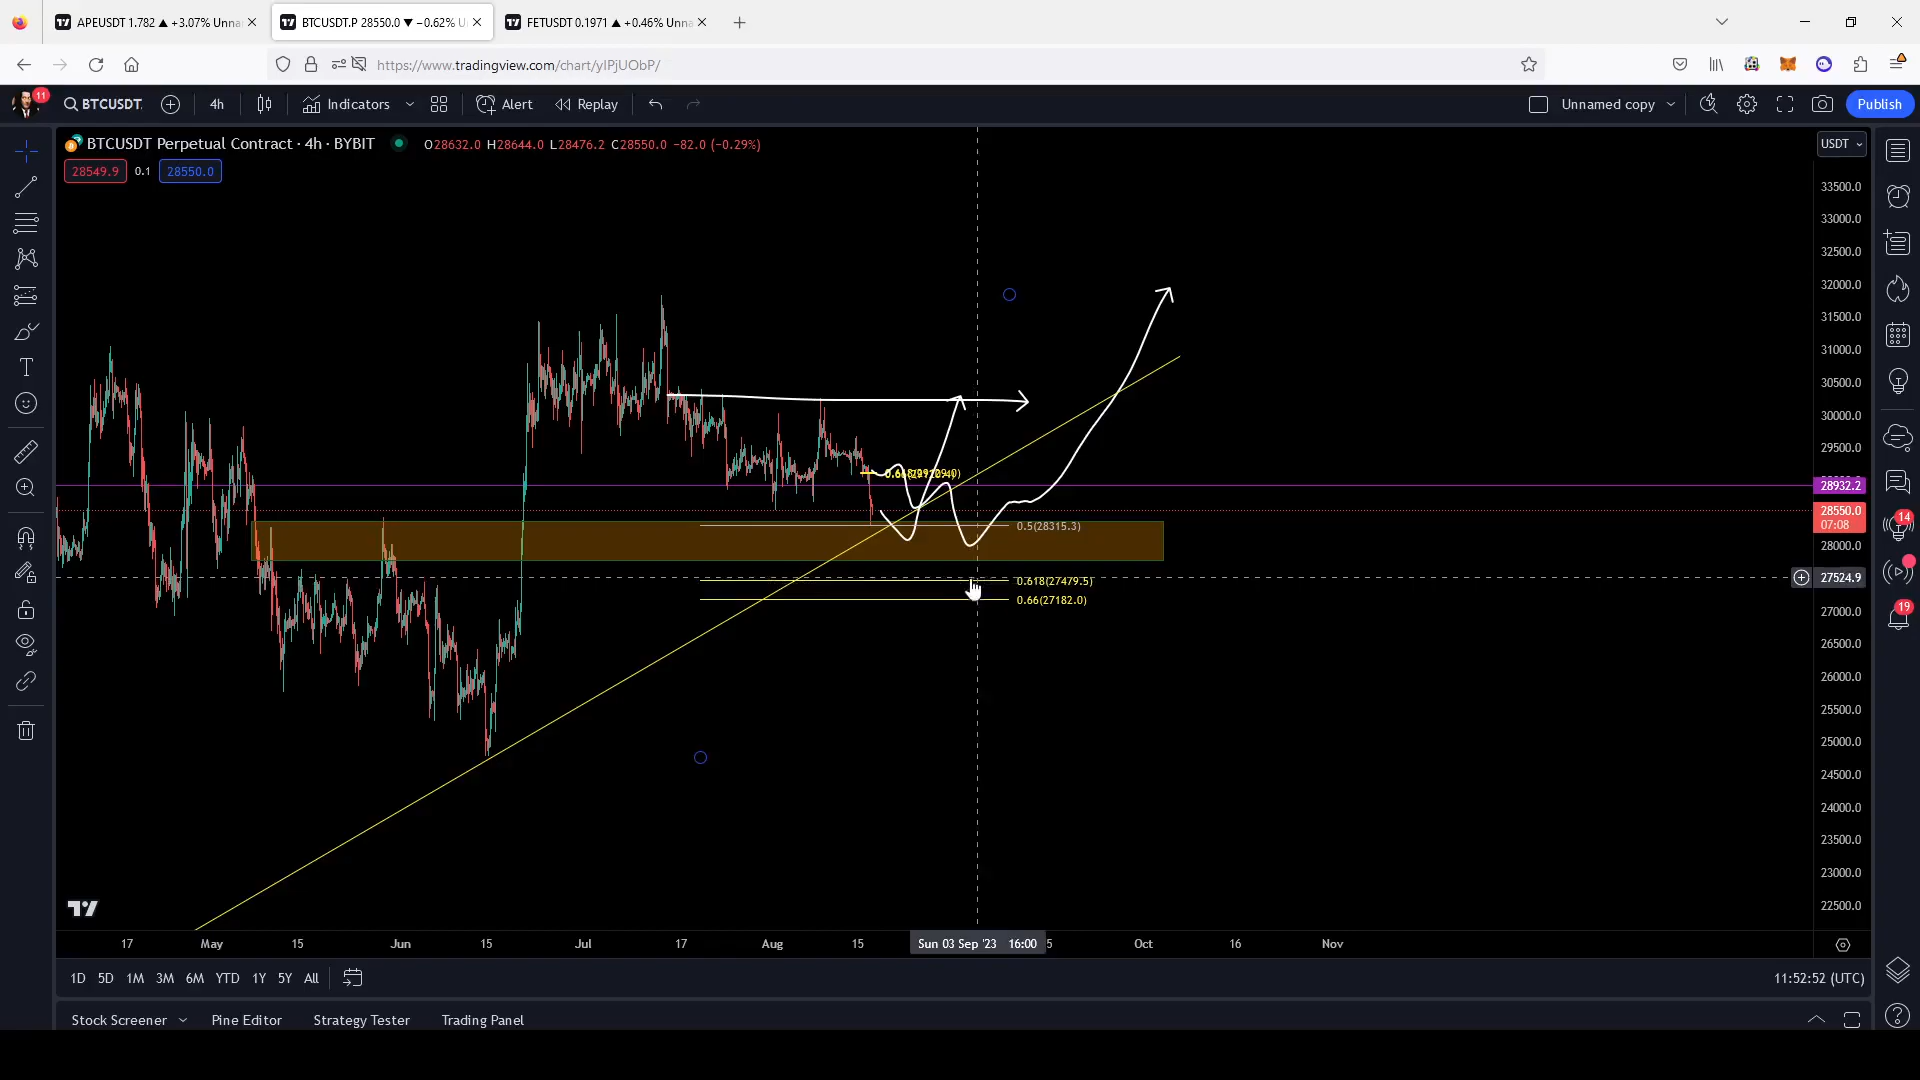 APEUSDT 1.782 ▲ +3.07% Unna
BTCUSDT.P 28550.0 ▼ −0.62% U
FETUSDT 0.1971 ▲ +0.46% Unna
https://www.tradingview.com/chart/yIPjUObP/
11
BTCUSDT.
4h
Indicators
Alert
Replay
Unnamed copy
Publish
BTCUSDT Perpetual Contract · 4h · BYBIT
O28632.0 H28644.0 L28476.2 C28550.0 −82.0 (−0.29%)
USDT
28549.9
0.1
28550.0
33500.0
33000.0
32500.0
32000.0
31500.0
31000.0
30500.0
30000.0
29500.0
28932.2
28550.0
07:08
14
0.5(28315.3)
28000.0
27524.9
0.618(27479.5)
0.66(27182.0)
27000.0
19
26500.0
26000.0
25500.0
25000.0
24500.0
24000.0
23500.0
23000.0
22500.0
17
May
15
Jun
15
Jul
17
Aug
15
Sun 03 Sep '23 16:00
5
Oct
16
Nov
1D 5D 1M 3M 6M YTD 1Y 5Y All
11:52:52 (UTC)
Stock Screener
Pine Editor
Strategy Tester
Trading Panel